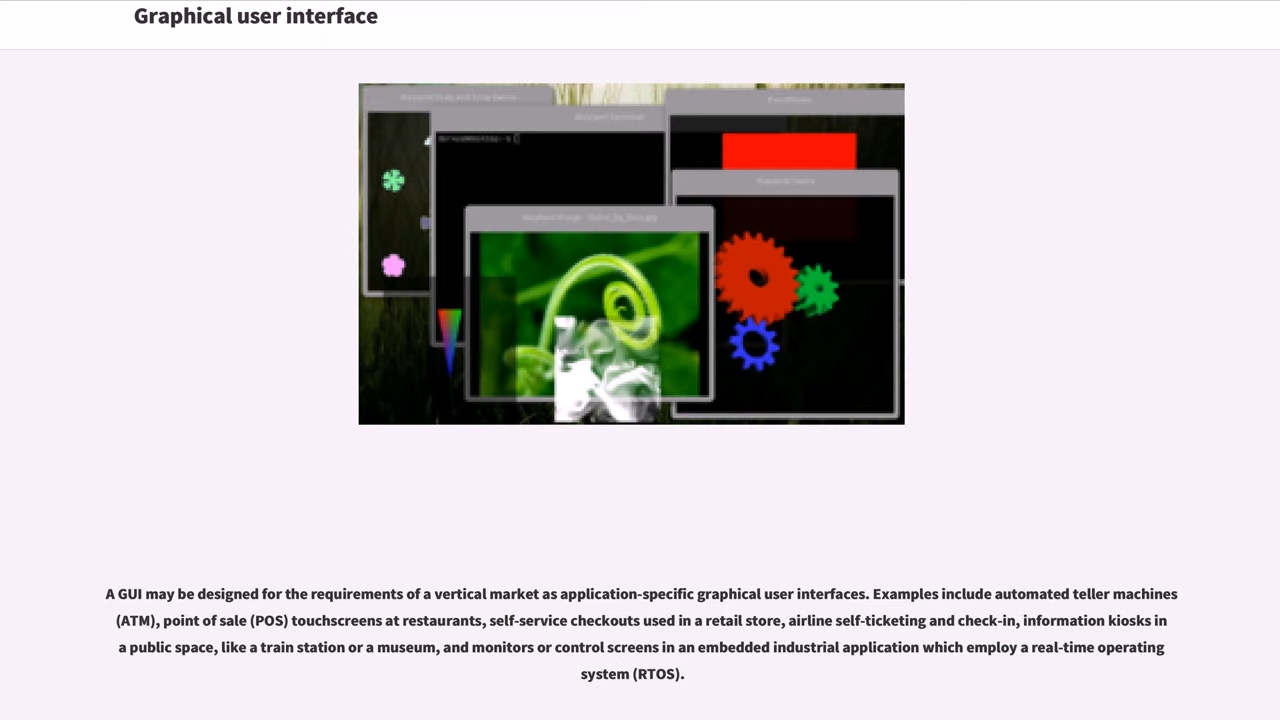 Graphical user interface
A GUI may be designed for the requirements of a vertical market as application-specific graphical user interfaces. Examples include automated teller machines
(ATM), point of sale (POS) touchscreens at restaurants, self-service checkouts used in a retail store, airline self-ticketing and check-in, information kiosks in
a public space, like a train station or a museum, and monitors or control screens in an embedded industrial application which employ a real-time operating
system (RTOS).